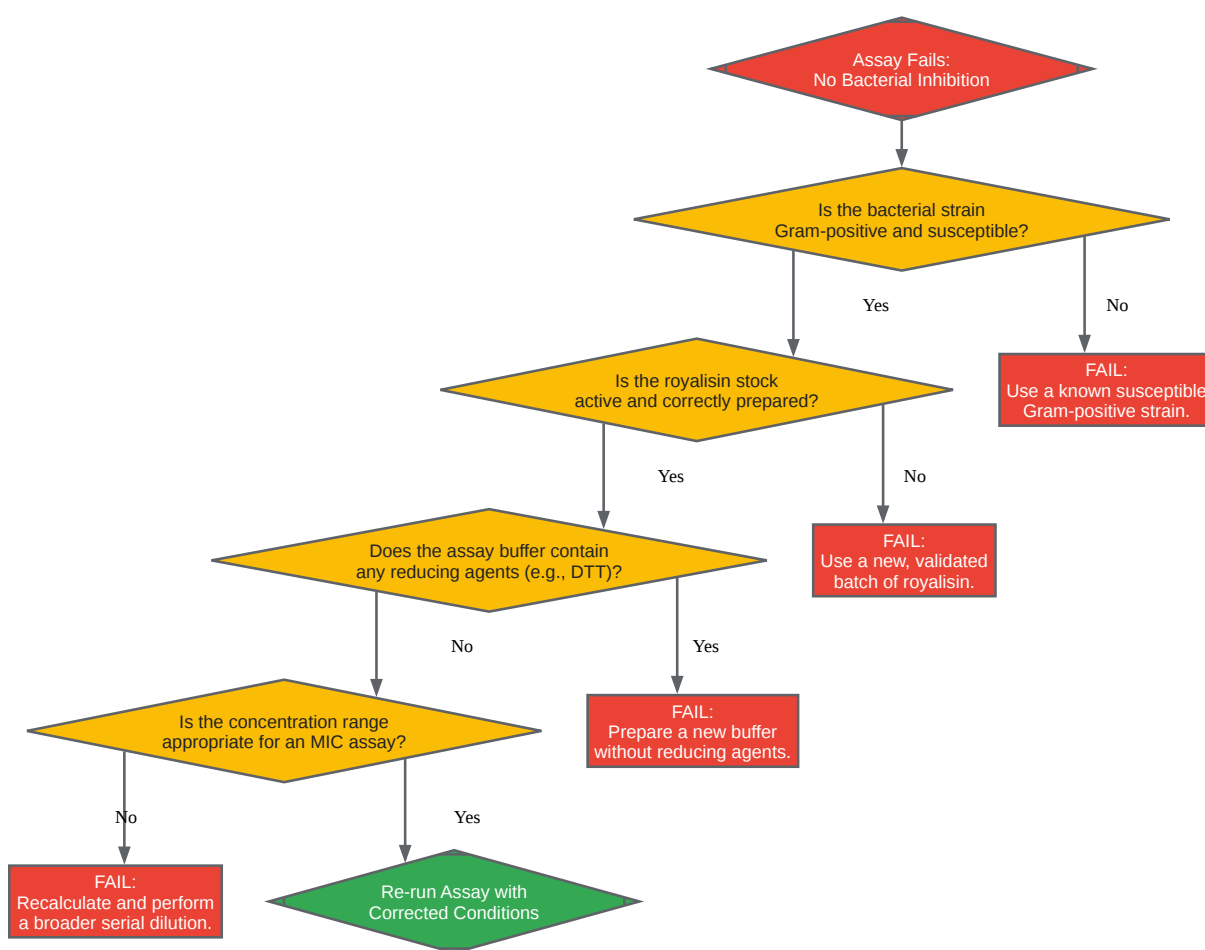 Assay Fails:
No Bacterial Inhibition
Is the bacterial strain
Gram-positive and susceptible?
Yes
No
Is the royalisin stock
active and correctly prepared?
FAIL:
Use a known susceptible
Gram-positive strain.
Yes
No
Does the assay buffer contain
any reducing agents (e.g., DTT)?
FAIL:
Use a new, validated
batch of royalisin.
No
Yes
Is the concentration range
appropriate for an MIC assay?
FAIL:
Prepare a new buffer
without reducing agents.
No
Yes
FAIL:
Recalculate and perform
a broader serial dilution.
Re-run Assay with
Corrected Conditions